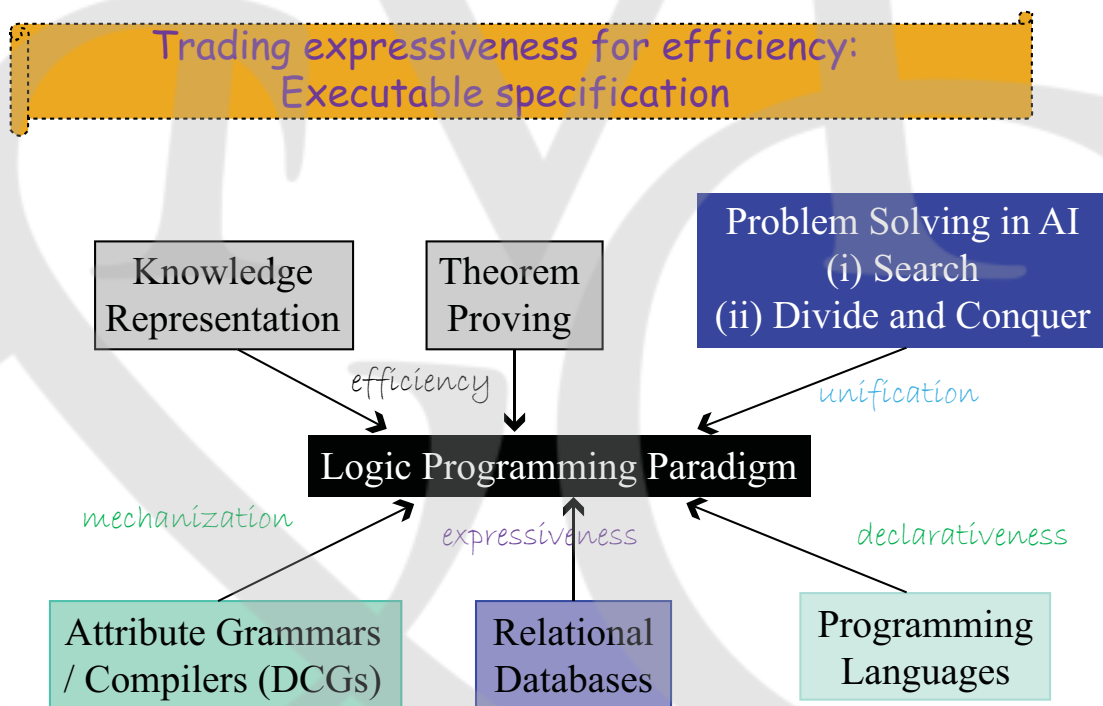 Trading expressiveness for efficiency:
Executable specification
Knowledge
Representation
Theorem
Proving
Problem Solving in AI
(i) Search
(ii) Divide and Conquer
efficiency
unification
Logic Programming Paradigm
mechanization
expressiveness
declarativeness
Attribute Grammars
/ Compilers (DCGs)
Relational
Databases
Programming
Languages